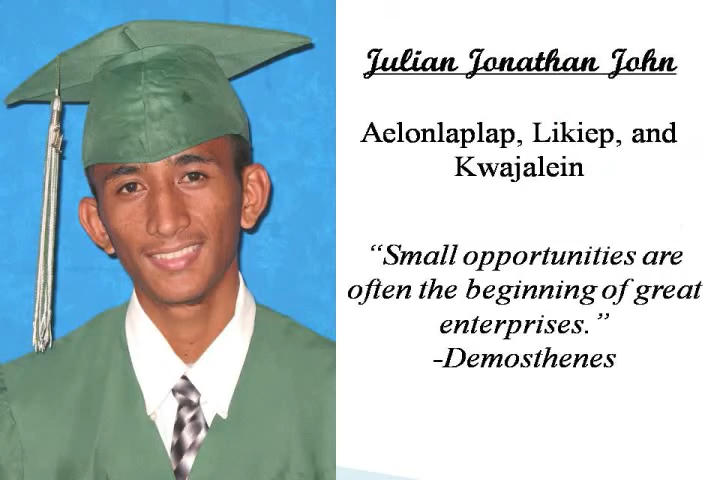 Julian Jonathan John
Aelonlaplap, Likiep, and
Kwajalein
“Small opportunities are
often the beginning of great
enterprises.”
-Demosthenes